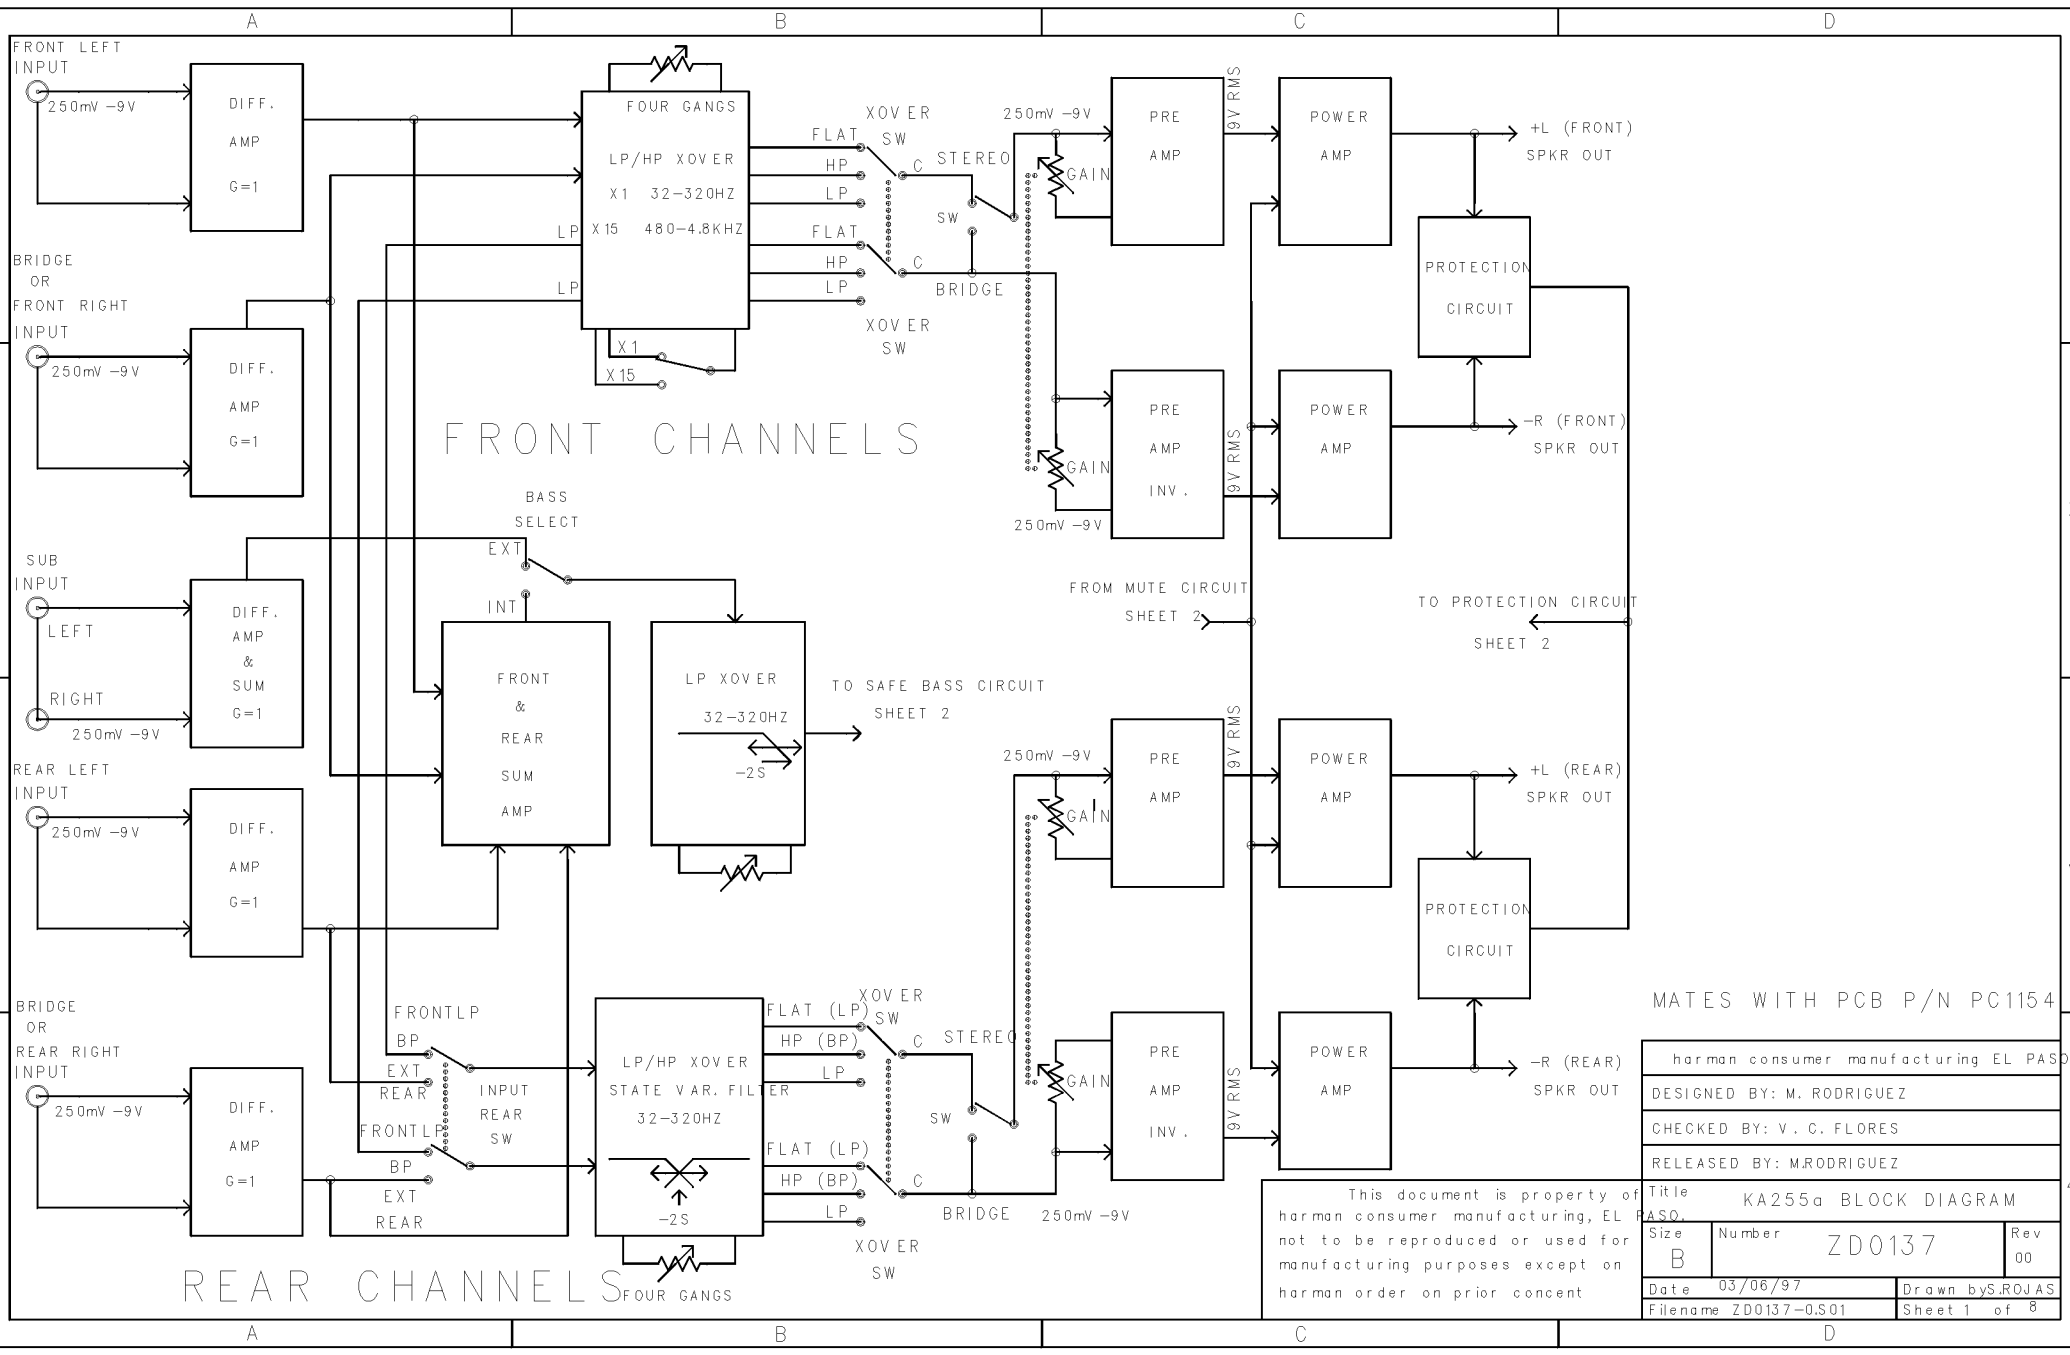 A B C D
FRONT LEFT
INPUT
250mV-9V
DIFF.
AMP
G=1
BRIDGE
OR
FRONT RIGHT
INPUT
250mV-9V
DIFF.
AMP
G=1
FOUR GANGS
LP/HP XOVER
X1 32-320HZ
X15 480-4.8KHZ
LP
LP
X1
X15
FLAT
HP
LP
FLAT
HP
LP
XOVER
SW
C
STEREO
SW
C
BRIDGE
XOVER
SW
250mV-9V
GAIN
PRE
AMP
9V RMS
POWER
AMP
+L (FRONT)
SPKR OUT
PROTECTION
CIRCUIT
GAIN
250mV-9V
PRE
AMP
INV.
9V RMS
POWER
AMP
-R (FRONT)
SPKR OUT
FRONT CHANNELS
SUB
INPUT
LEFT
RIGHT
250mV-9V
DIFF.
AMP
&
SUM
G=1
BASS
SELECT
EXT
INT
FRONT
&
REAR
SUM
AMP
LP XOVER
32-320HZ
-2S
TO SAFE BASS CIRCUIT
SHEET 2
FROM MUTE CIRCUIT
SHEET 2
TO PROTECTION CIRCUIT
SHEET 2
REAR LEFT
INPUT
250mV-9V
DIFF.
AMP
G=1
BRIDGE
OR
REAR RIGHT
INPUT
250mV-9V
DIFF.
AMP
G=1
FRONTLP
BP
EXT
REAR
FRONTLP
BP
EXT
REAR
INPUT
REAR
SW
LP/HP XOVER
STATE VAR. FILTER
32-320HZ
-2S
FOUR GANGS
FLAT (LP)
HP (BP)
LP
FLAT (LP)
HP (BP)
LP
XOVER
SW
C
STEREO
SW
C
BRIDGE
XOVER
SW
250mV-9V
GAIN
PRE
AMP
9V RMS
POWER
AMP
+L (REAR)
SPKR OUT
PROTECTION
CIRCUIT
GAIN
250mV-9V
PRE
AMP
INV.
9V RMS
POWER
AMP
-R (REAR)
SPKR OUT
REAR CHANNELS
MATES WITH PCB P/N PC1154
harman consumer manufacturing EL PASO
DESIGNED BY: M. RODRIGUEZ
CHECKED BY: V. C. FLORES
RELEASED BY: M.RODRIGUEZ
This document is property of
harman consumer manufacturing, EL PASO.
not to be reproduced or used for
manufacturing purposes except on
harman order on prior concent
Title
KA255a BLOCK DIAGRAM
Size
B
Number
ZD0137
Rev
00
Date 03/06/97
Drawn byS.ROJAS
Filename ZD0137-0.S01
Sheet 1 of 8
A B C D